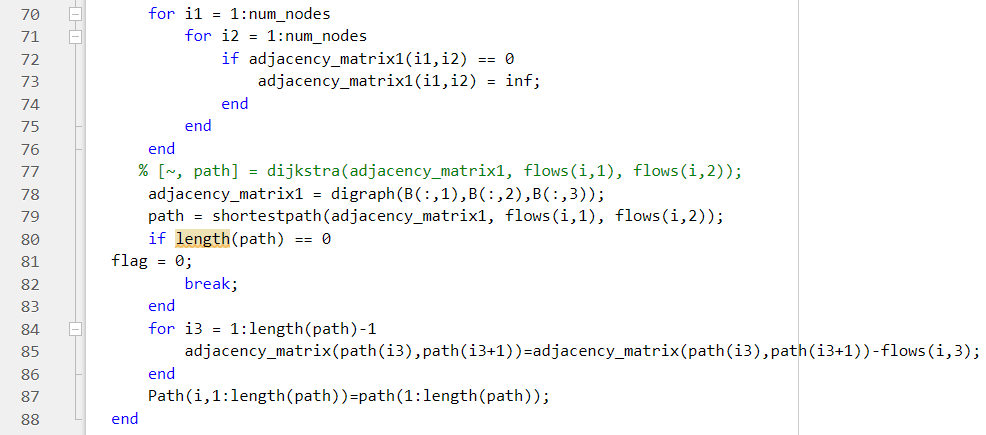 70 for i1 = 1:num_nodes
71 for i2 = 1:num_nodes
72 if adjacency_matrix1(i1,i2) == 0
73 adjacency_matrix1(i1,i2) = inf;
74 end
75 end
76 end
77 % [~, path] = dijkstra(adjacency_matrix1, flows(i,1), flows(i,2));
78 adjacency_matrix1 = digraph(B(:,1),B(:,2),B(:,3));
79 path = shortestpath(adjacency_matrix1, flows(i,1), flows(i,2));
80 if length(path) == 0
81 flag = 0;
82 break;
83 end
84 for i3 = 1:length(path)-1
85 adjacency_matrix(path(i3),path(i3+1))=adjacency_matrix(path(i3),path(i3+1))-flows(i,3);
86 end
87 Path(i,1:length(path))=path(1:length(path));
88 end